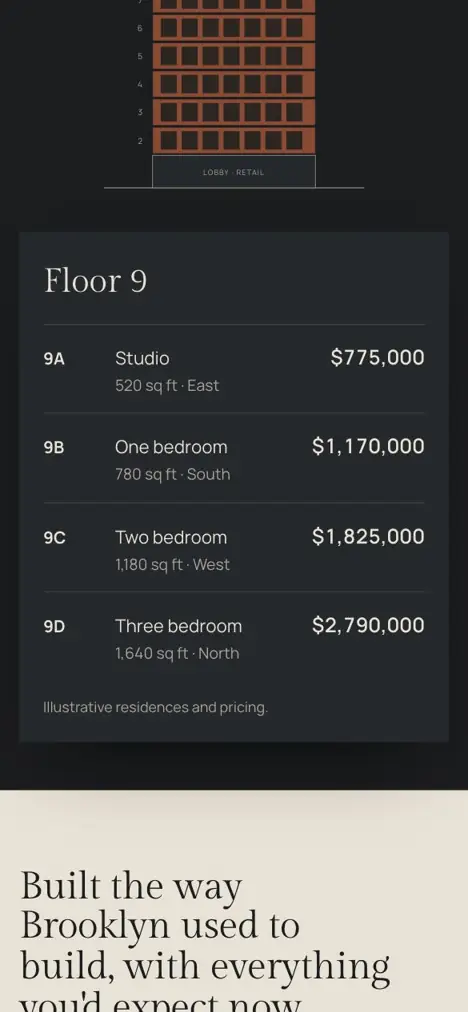 6
5
4
3
2
LOBBY · RETAIL
Floor 9
9A Studio $775,000
520 sq ft · East
9B One bedroom $1,170,000
780 sq ft · South
9C Two bedroom $1,825,000
1,180 sq ft · West
9D Three bedroom $2,790,000
1,640 sq ft · North
Illustrative residences and pricing.
Built the way
Brooklyn used to
build, with everything
you'd expect now